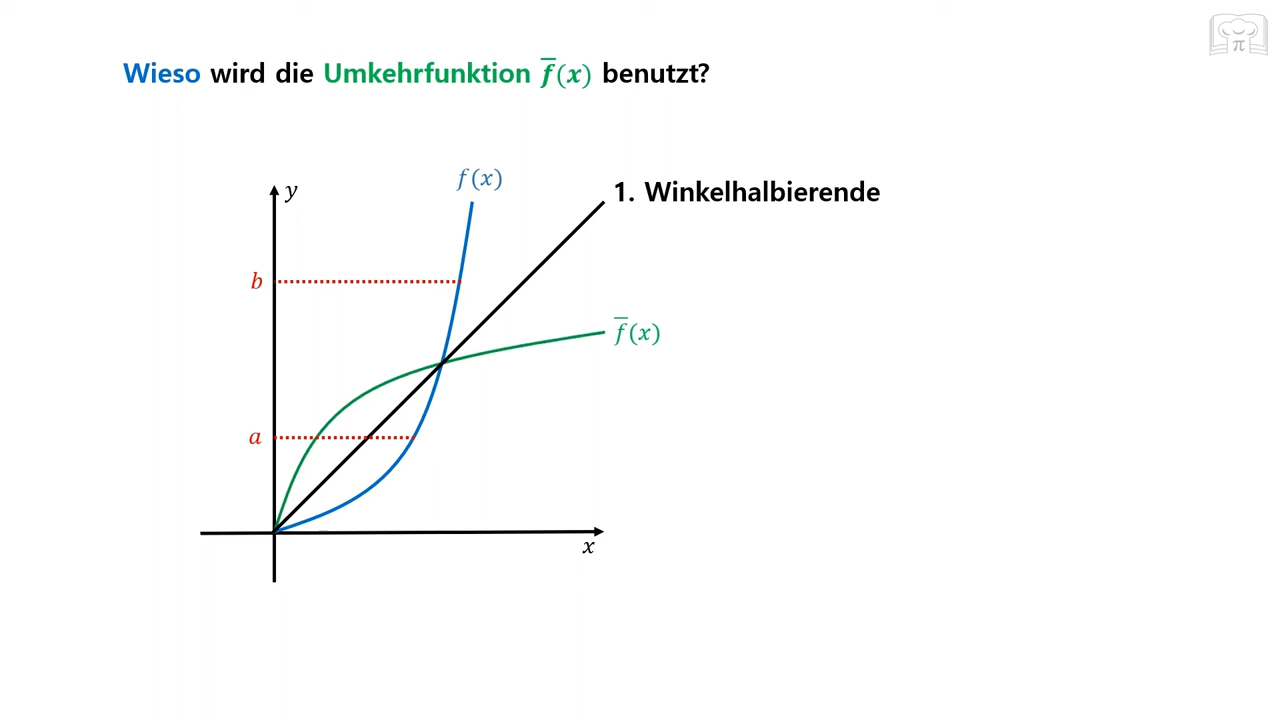 Wieso wird die Umkehrfunktion f̅(x) benutzt?
f(x)
y
1. Winkelhalbierende
b
f̅(x)
a
x
π